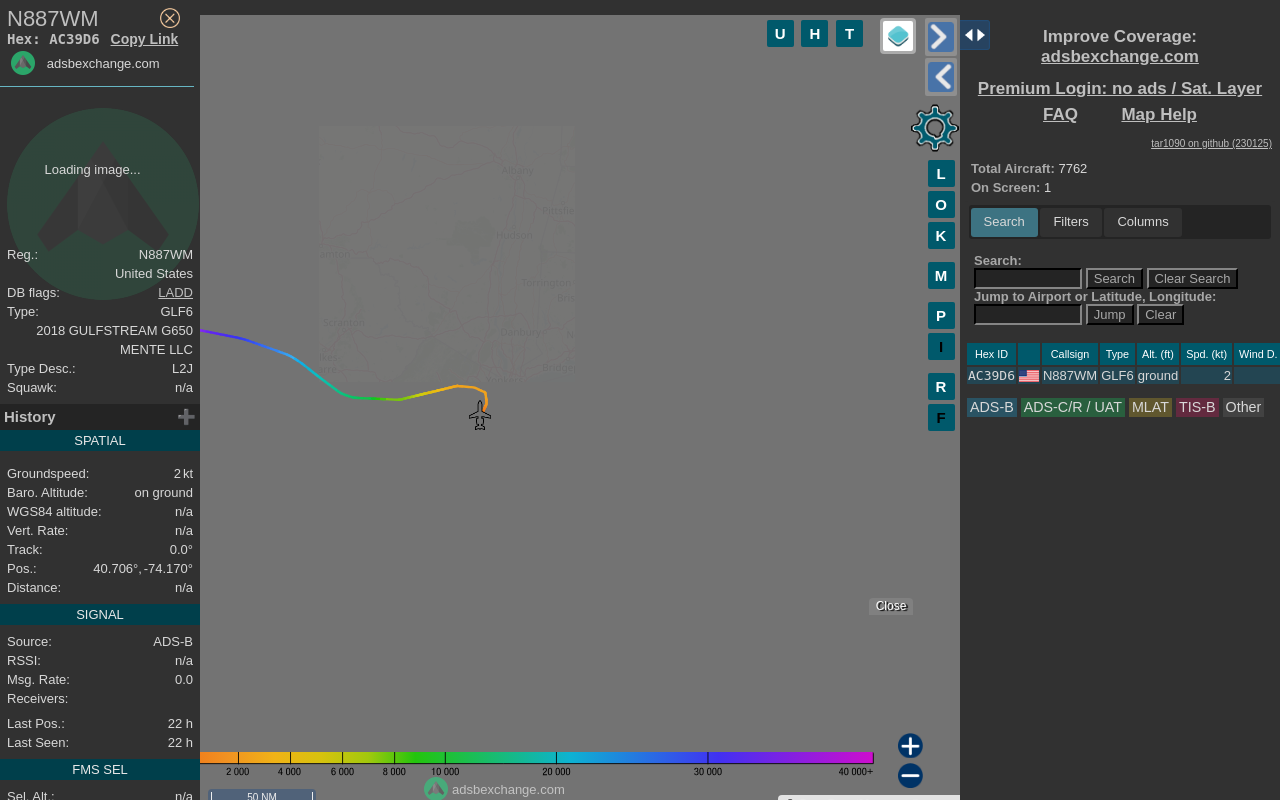 N887WM
Hex: AC39D6 Copy Link
adsbexchange.com
Loading image...
Reg.: N887WM
United States
DB flags: LADD
Type: GLF6
2018 GULFSTREAM G650
MENTE LLC
Type Desc.: L2J
Squawk: n/a
History
SPATIAL
Groundspeed: 2 kt
Baro. Altitude: on ground
WGS84 altitude: n/a
Vert. Rate: n/a
Track: 0.0°
Pos.: 40.706°, -74.170°
Distance: n/a
SIGNAL
Source: ADS-B
RSSI: n/a
Msg. Rate: 0.0
Receivers:
Last Pos.: 22 h
Last Seen: 22 h
FMS SEL
Sel. Alt.: n/a
U H T
L
O
K
M
P
I
R
F
Albany
Hudson
Torrington
Scranton
Danbury
Close
2 000 4 000 6 000 8 000 10 000 20 000 30 000 40 000+
adsbexchange.com
50 NM
Improve Coverage:
adsbexchange.com
Premium Login: no ads / Sat. Layer
FAQ Map Help
tar1090 on github (230125)
Total Aircraft: 7762
On Screen: 1
Search Filters Columns
Search:
Search Clear Search
Jump to Airport or Latitude, Longitude:
Jump Clear
Hex ID Callsign Type Alt. (ft) Spd. (kt) Wind D.
AC39D6 N887WM GLF6 ground 2
ADS-B ADS-C/R / UAT MLAT TIS-B Other